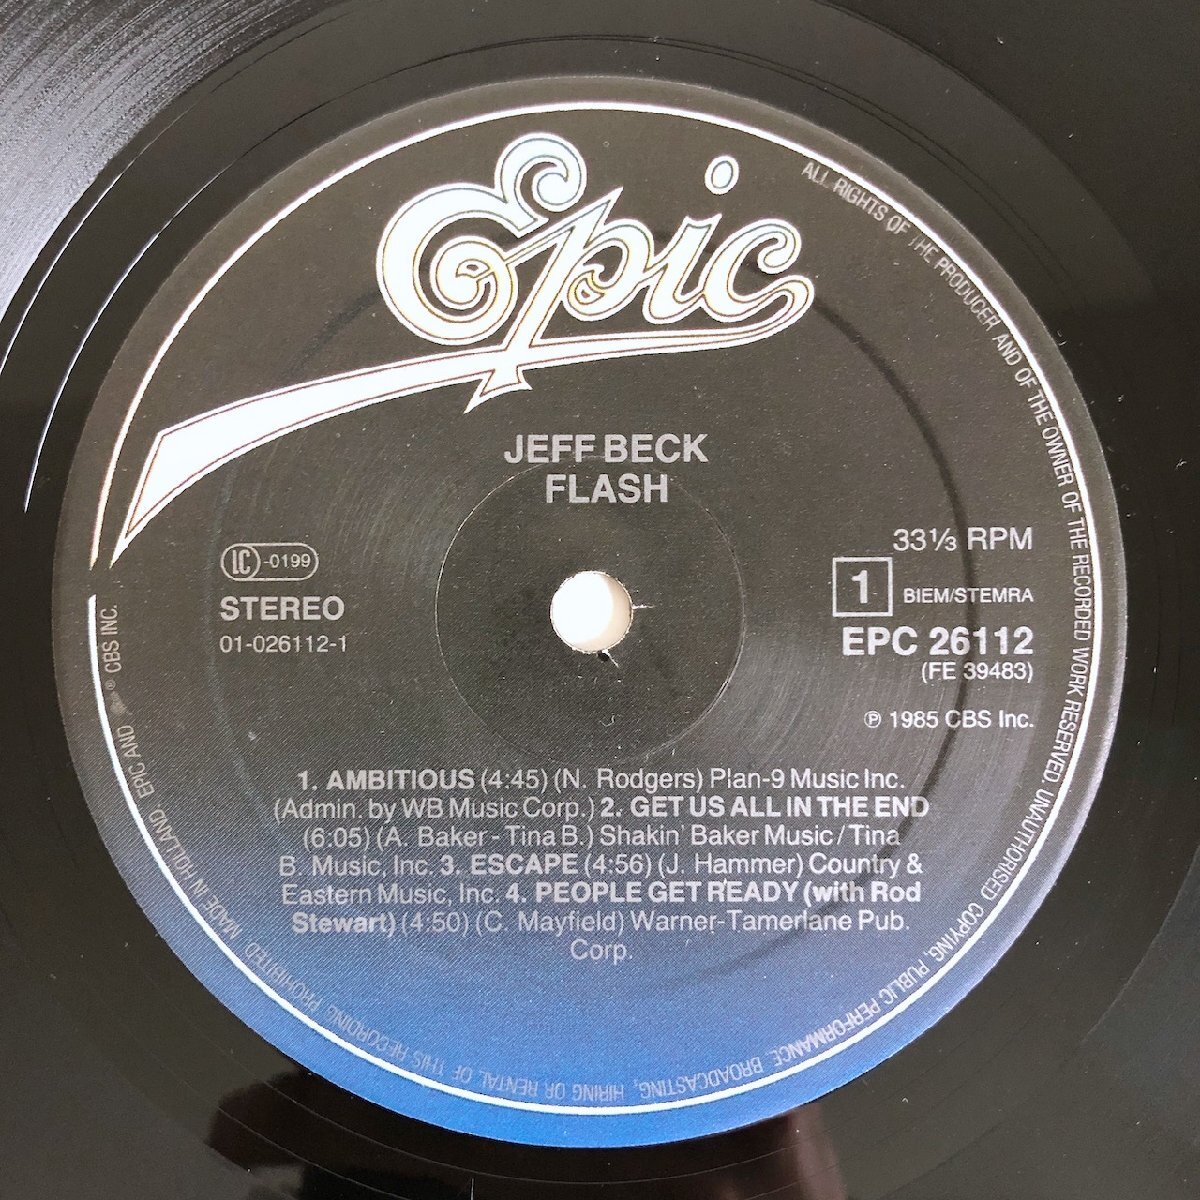 Epic
JEFF BECK
FLASH
LC-0199
STEREO
01-026112-1
33⅓ RPM
1
BIEM/STEMRA
EPC 26112
(FE 39483)
℗ 1985 CBS Inc.
1. AMBITIOUS (4:45) (N. Rodgers) Plan-9 Music Inc.
(Admin. by WB Music Corp.) 2. GET US ALL IN THE END
(6:05) (A. Baker - Tina B.) Shakin' Baker Music / Tina
B. Music, Inc. 3. ESCAPE (4:56) (J. Hammer) Country &
Eastern Music, Inc. 4. PEOPLE GET READY (with Rod
Stewart) (4:50) (C. Mayfield) Warner-Tamerlane Pub.
Corp.
ALL RIGHTS OF THE PRODUCER AND OF THE OWNER OF THE RECORDED WORK RESERVED. UNAUTHORISED COPYING, PUBLIC PERFORMANCE, BROADCASTING, HIRING OR RENTAL OF THIS RECORDING PROHIBITED. MADE IN HOLLAND. EPIC AND ® CBS INC.